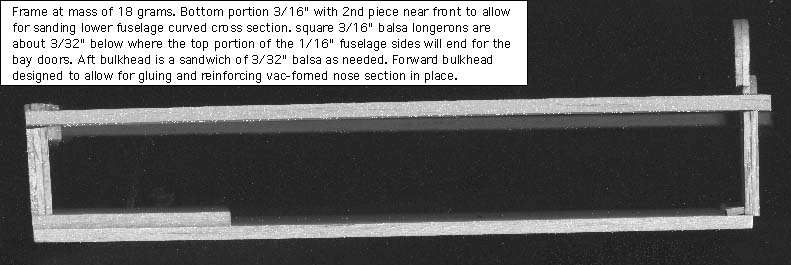 Frame at mass of 18 grams. Bottom portion 3/16" with 2nd piece near front to allow
for sanding lower fuselage curved cross section. square 3/16" balsa longerons are
about 3/32" below where the top portion of the 1/16" fuselage sides will end for the
bay doors. Aft bulkhead is a sandwich of 3/32" balsa as needed. Forward bulkhead
designed to allow for gluing and reinforcing vac-formed nose section in place.